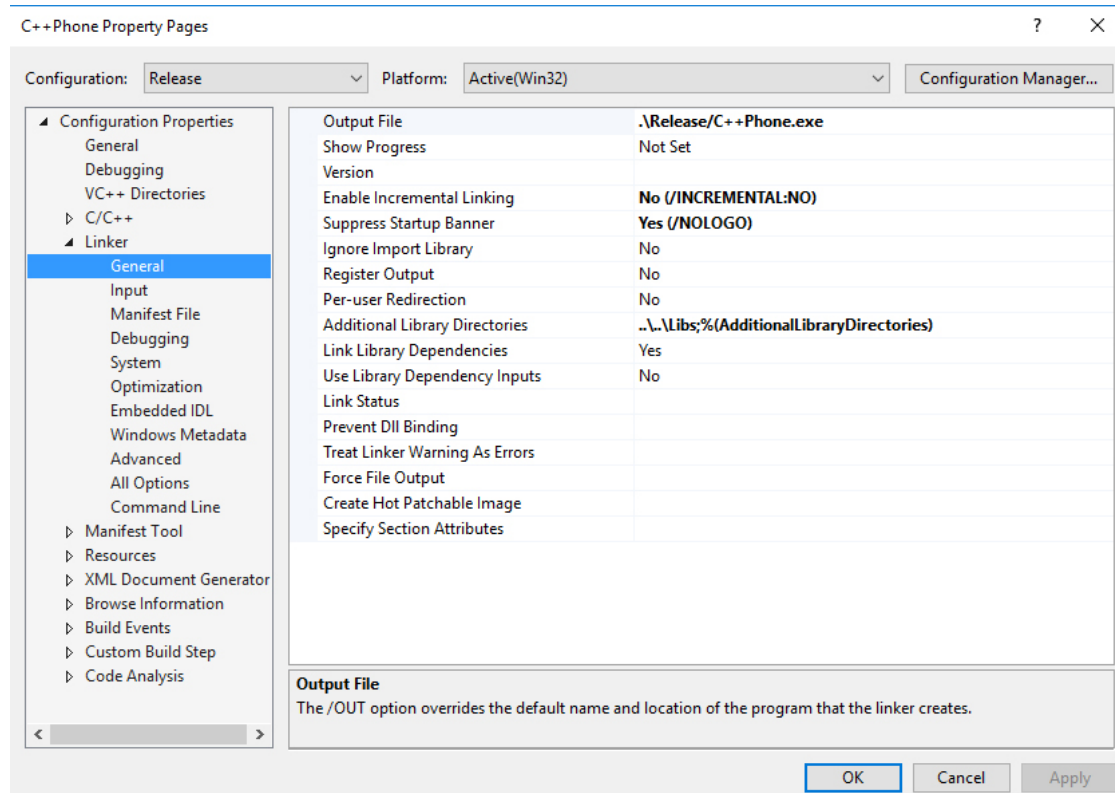 C++Phone Property Pages
?
Configuration: Release Platform: Active(Win32) Configuration Manager...
Configuration Properties
General
Debugging
VC++ Directories
C/C++
Linker
General
Input
Manifest File
Debugging
System
Optimization
Embedded IDL
Windows Metadata
Advanced
All Options
Command Line
Manifest Tool
Resources
XML Document Generator
Browse Information
Build Events
Custom Build Step
Code Analysis
Output File .\Release/C++Phone.exe
Show Progress Not Set
Version
Enable Incremental Linking No (/INCREMENTAL:NO)
Suppress Startup Banner Yes (/NOLOGO)
Ignore Import Library No
Register Output No
Per-user Redirection No
Additional Library Directories ..\..\Libs;%(AdditionalLibraryDirectories)
Link Library Dependencies Yes
Use Library Dependency Inputs No
Link Status
Prevent Dll Binding
Treat Linker Warning As Errors
Force File Output
Create Hot Patchable Image
Specify Section Attributes
Output File
The /OUT option overrides the default name and location of the program that the linker creates.
OK Cancel Apply